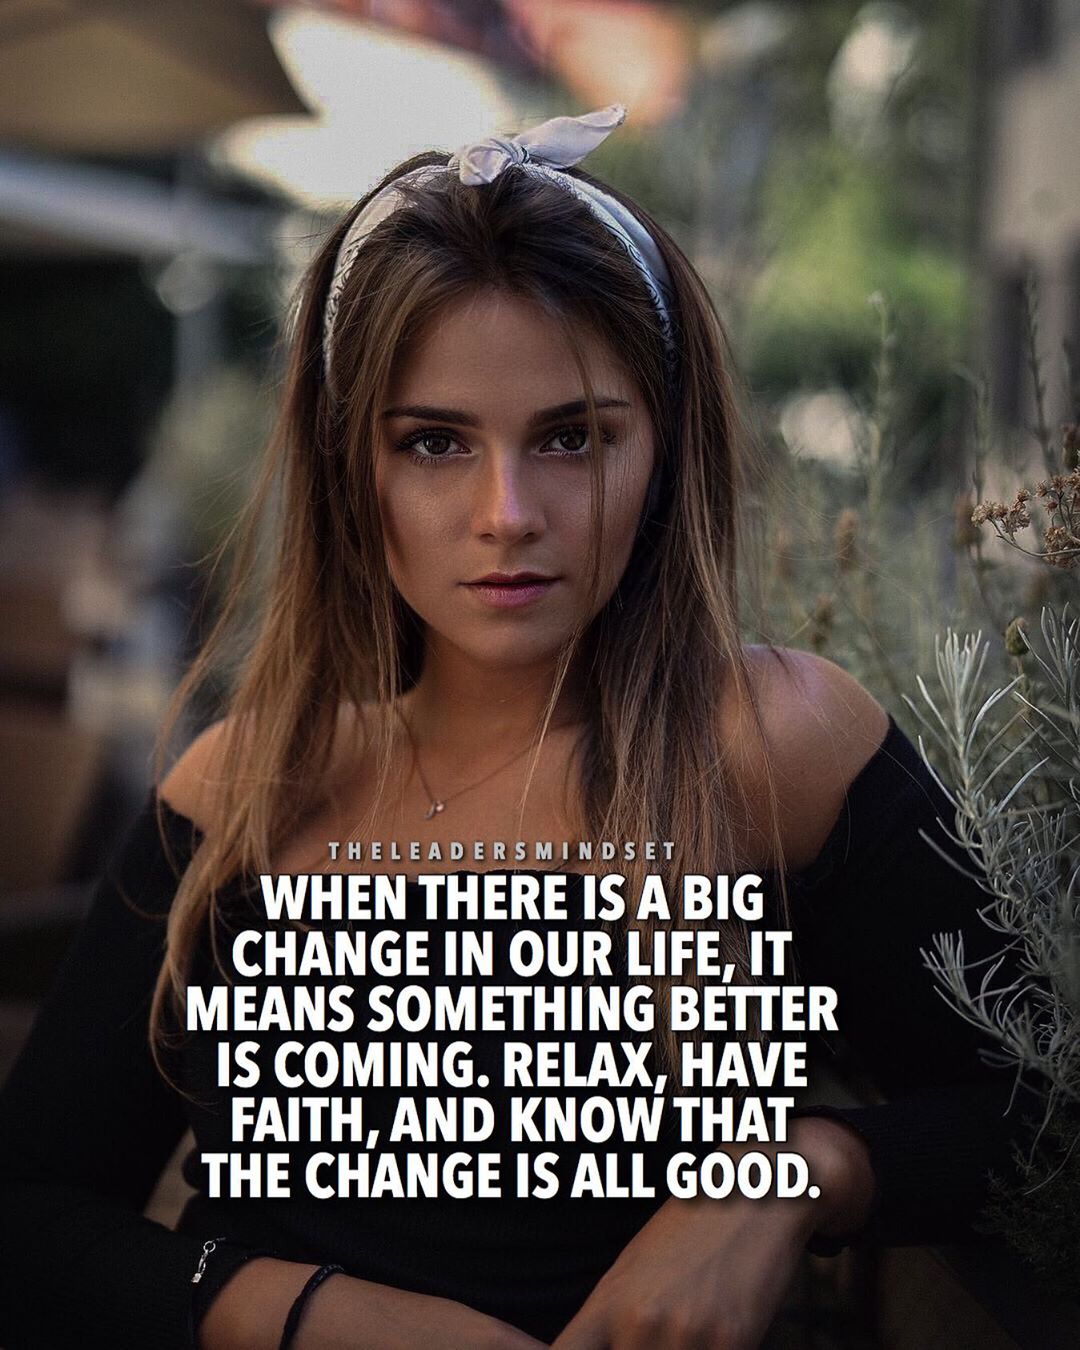 THELEADERSMINDSET
WHEN THERE IS A BIG
CHANGE IN OUR LIFE, IT
MEANS SOMETHING BETTER
IS COMING. RELAX, HAVE
FAITH, AND KNOW THAT
THE CHANGE IS ALL GOOD.